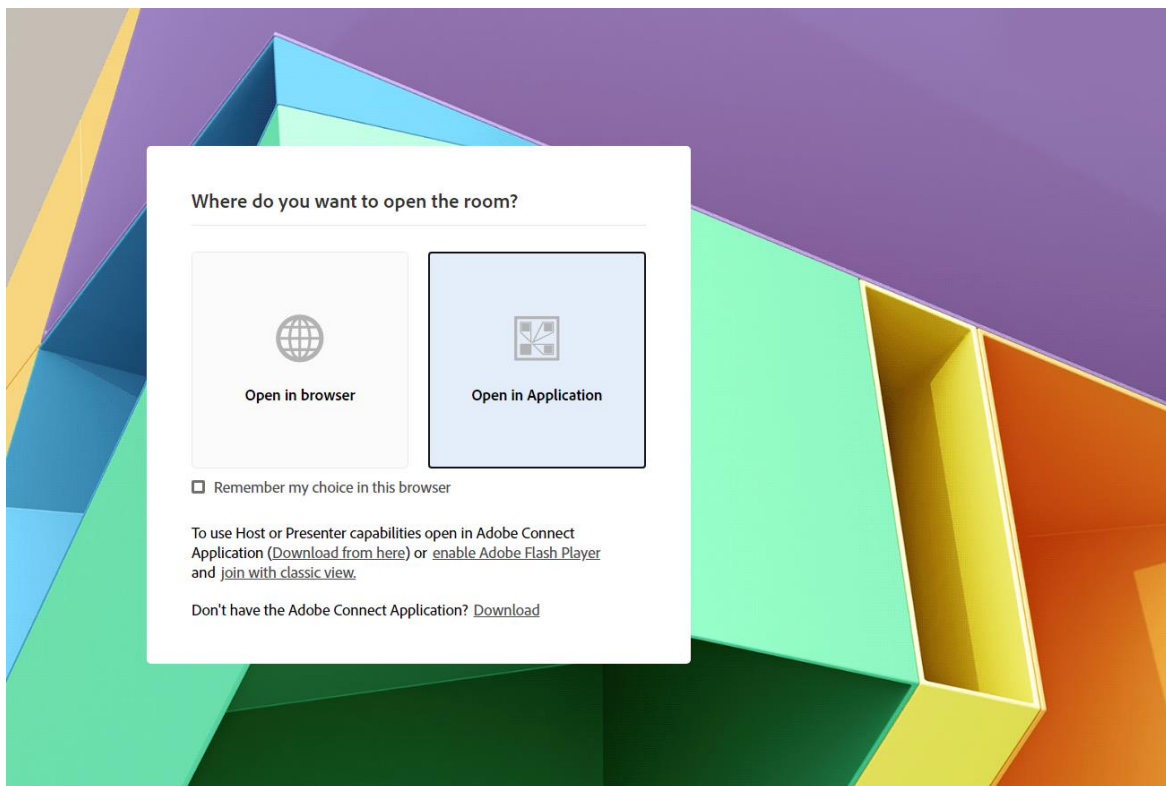 Where do you want to open the room?
Open in browser
Open in Application
Remember my choice in this browser
To use Host or Presenter capabilities open in Adobe Connect
Application (Download from here) or enable Adobe Flash Player
and join with classic view.
Don't have the Adobe Connect Application? Download